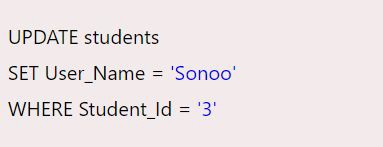 UPDATE students
SET User_Name = 'Sonoo'
WHERE Student_Id = '3'